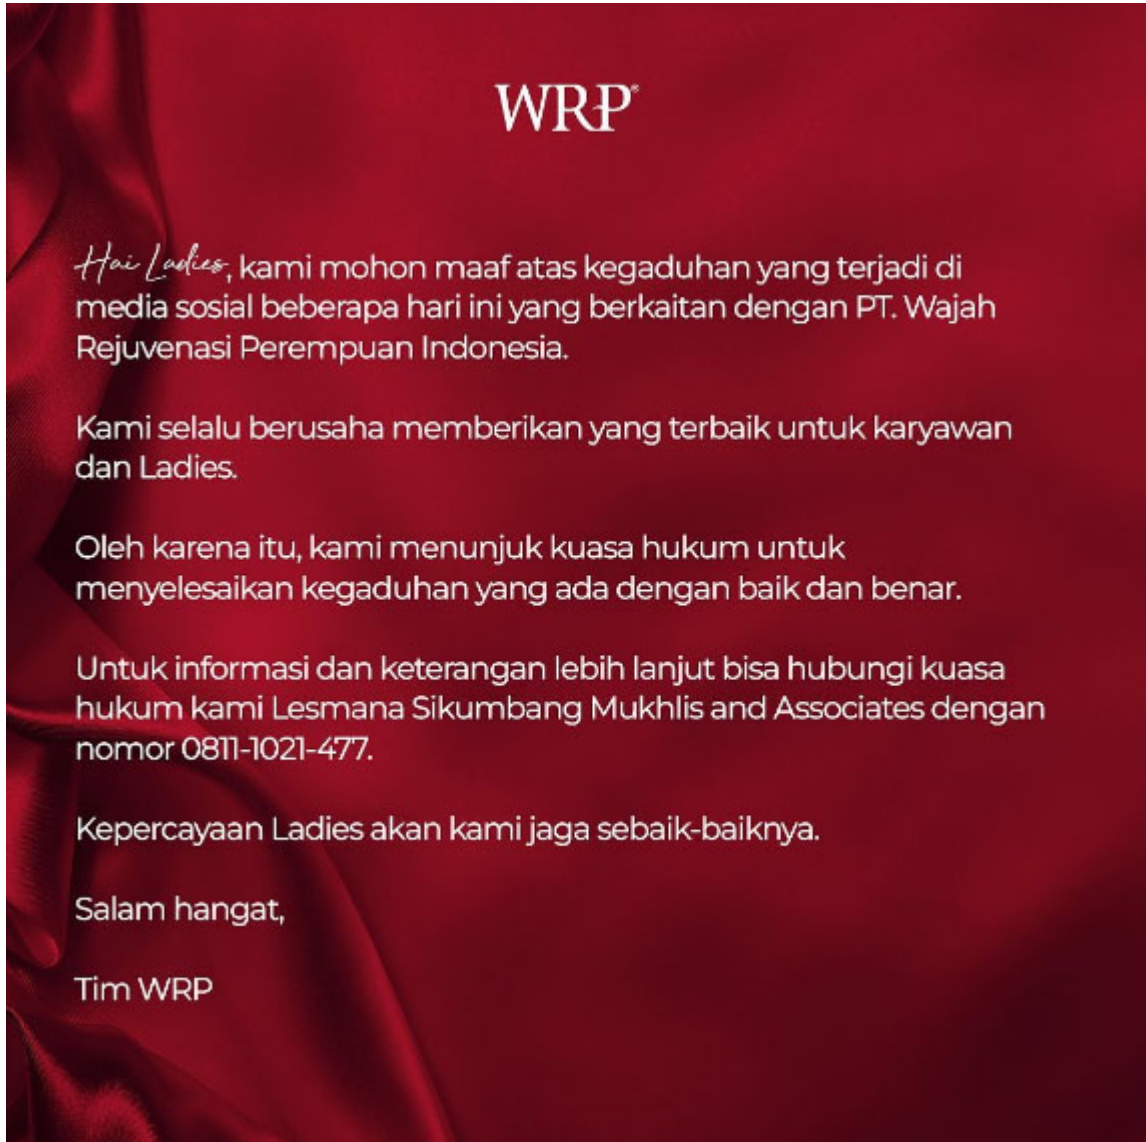 WRP®
Hai Ladies, kami mohon maaf atas kegaduhan yang terjadi di
media sosial beberapa hari ini yang berkaitan dengan PT. Wajah
Rejuvenasi Perempuan Indonesia.
Kami selalu berusaha memberikan yang terbaik untuk karyawan
dan Ladies.
Oleh karena itu, kami menunjuk kuasa hukum untuk
menyelesaikan kegaduhan yang ada dengan baik dan benar.
Untuk informasi dan keterangan lebih lanjut bisa hubungi kuasa
hukum kami Lesmana Sikumbang Mukhlis and Associates dengan
nomor 0811-1021-477.
Kepercayaan Ladies akan kami jaga sebaik-baiknya.
Salam hangat,
Tim WRP